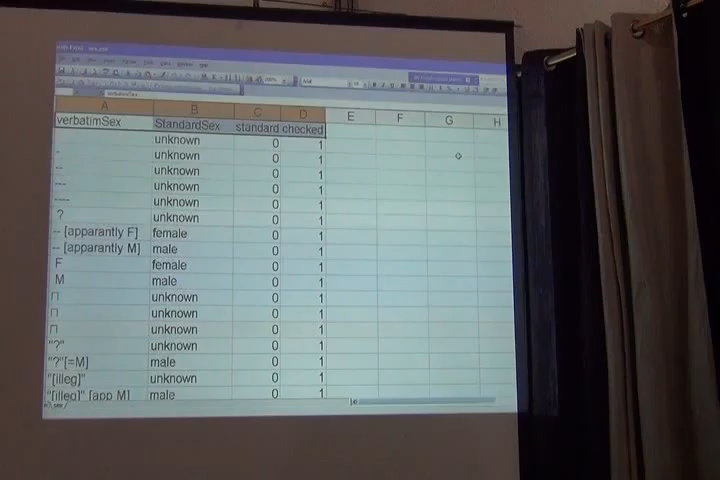 A B C D E F G H
verbatimSex StandardSex standard checked
unknown 0 1
- unknown 0 1
-- unknown 0 1
--- unknown 0 1
---- unknown 0 1
? unknown 0 1
-- [apparantly F] female 0 1
-- [apparantly M] male 0 1
F female 0 1
M male 0 1
unknown 0 1
unknown 0 1
unknown 0 1
"?" unknown 0 1
"?"[=M] male 0 1
"[illeg]" unknown 0 1
"[illeg]" [app M] male 0 1